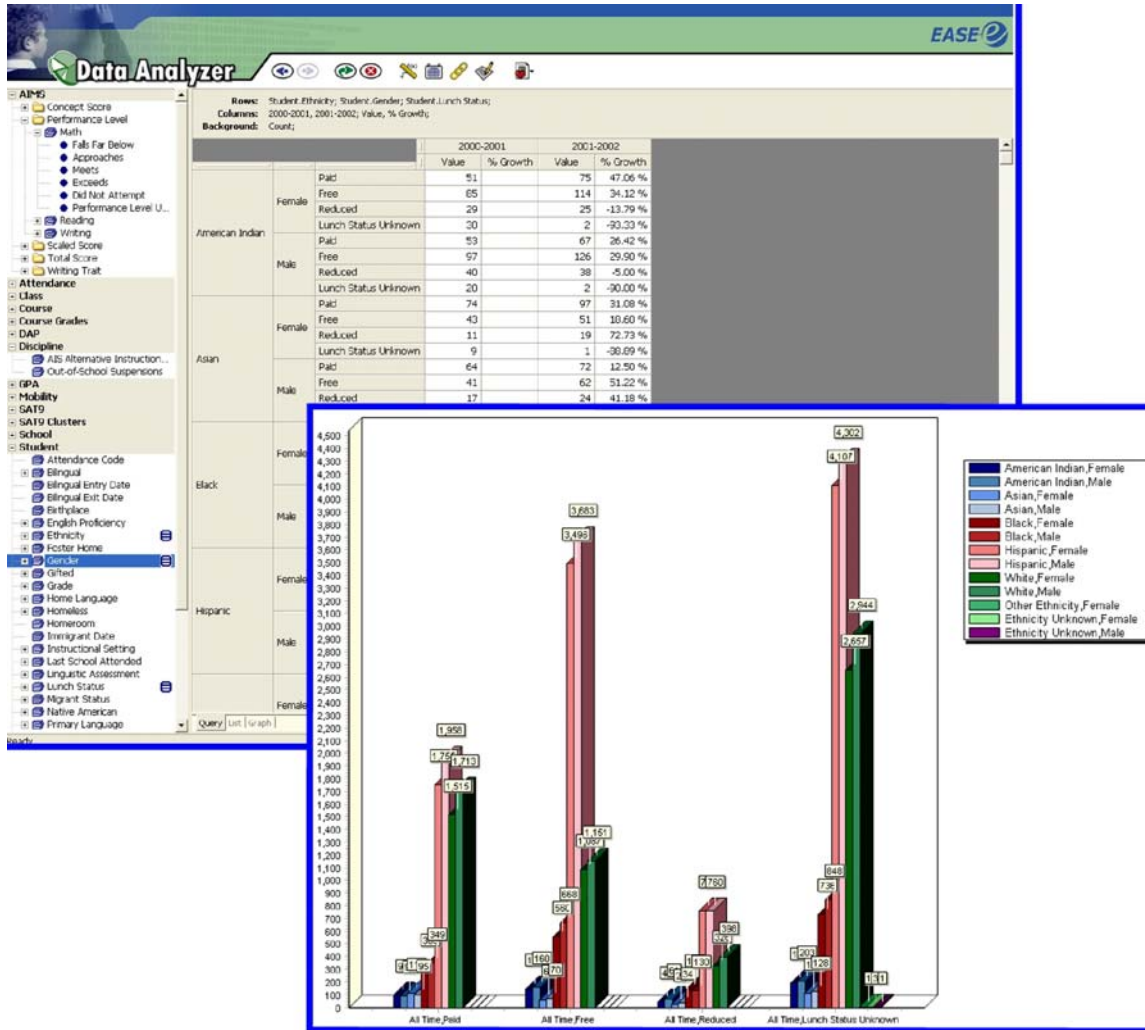 EASE e
Data Analyzer
AIMS
Concept Score
Performance Level
Math
Falls Far Below
Approaches
Meets
Exceeds
Did Not Attempt
Performance Level U...
Reading
Writing
Scaled Score
Total Score
Writing Trait
Attendance
Class
Course
Course Grades
DAP
Discipline
AIS Alternative Instruction...
Out-of-School Suspensions
GPA
Mobility
SAT9
SAT9 Clusters
School
Student
Attendance Code
Bilingual
Bilingual Entry Date
Bilingual Exit Date
Birthplace
English Proficiency
Ethnicity
Foster Home
Gender
Gifted
Grade
Home Language
Homeless
Homeroom
Immigrant Date
Instructional Setting
Last School Attended
Linguistic Assessment
Lunch Status
Migrant Status
Native American
Primary Language
Ready
Rows: Student.Ethnicity; Student.Gender; Student.Lunch Status;
Columns: 2000-2001, 2001-2002; Value, % Growth;
Background: Count;
2000-2001 2001-2002
Value % Growth Value % Growth
American Indian Female Paid 51 75 47.06 %
Free 85 114 34.12 %
Reduced 29 25 -13.79 %
Lunch Status Unknown 30 2 -93.33 %
Male Paid 53 67 26.42 %
Free 97 126 29.90 %
Reduced 40 38 -5.00 %
Lunch Status Unknown 20 2 -90.00 %
Asian Female Paid 74 97 31.08 %
Free 43 51 18.60 %
Reduced 11 19 72.73 %
Lunch Status Unknown 9 1 -88.89 %
Male Paid 64 72 12.50 %
Free 41 62 51.22 %
Reduced 17 24 41.18 %
Black Female
Male
Hispanic Female
Male
Female
Query List Graph
4,500
4,400
4,300
4,200
4,100
4,000
3,900
3,800
3,700
3,600
3,500
3,400
3,300
3,200
3,100
3,000
2,900
2,800
2,700
2,600
2,500
2,400
2,300
2,200
2,100
2,000
1,900
1,800
1,700
1,600
1,500
1,400
1,300
1,200
1,100
1,000
900
800
700
600
500
400
300
200
100
0
95 349 1,515 1,958 1,713
160 70 668 3,498 3,683 1,151
34 130 760 398
203 128 736 848 4,107 4,302 2,657 2,944 1
All Time,Paid All Time,Free All Time,Reduced All Time,Lunch Status Unknown
American Indian,Female
American Indian,Male
Asian,Female
Asian,Male
Black,Female
Black,Male
Hispanic,Female
Hispanic,Male
White,Female
White,Male
Other Ethnicity,Female
Ethnicity Unknown,Female
Ethnicity Unknown,Male